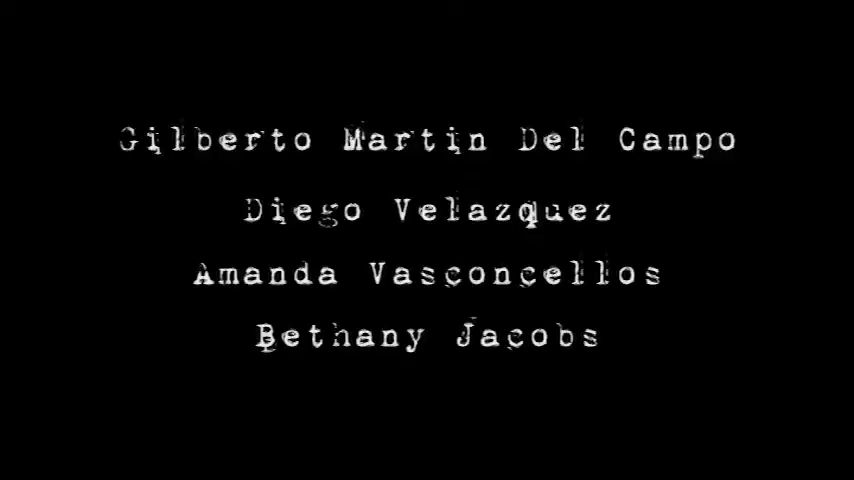 Gilberto Martin Del Campo
Diego Velazquez
Amanda Vasconcellos
Bethany Jacobs